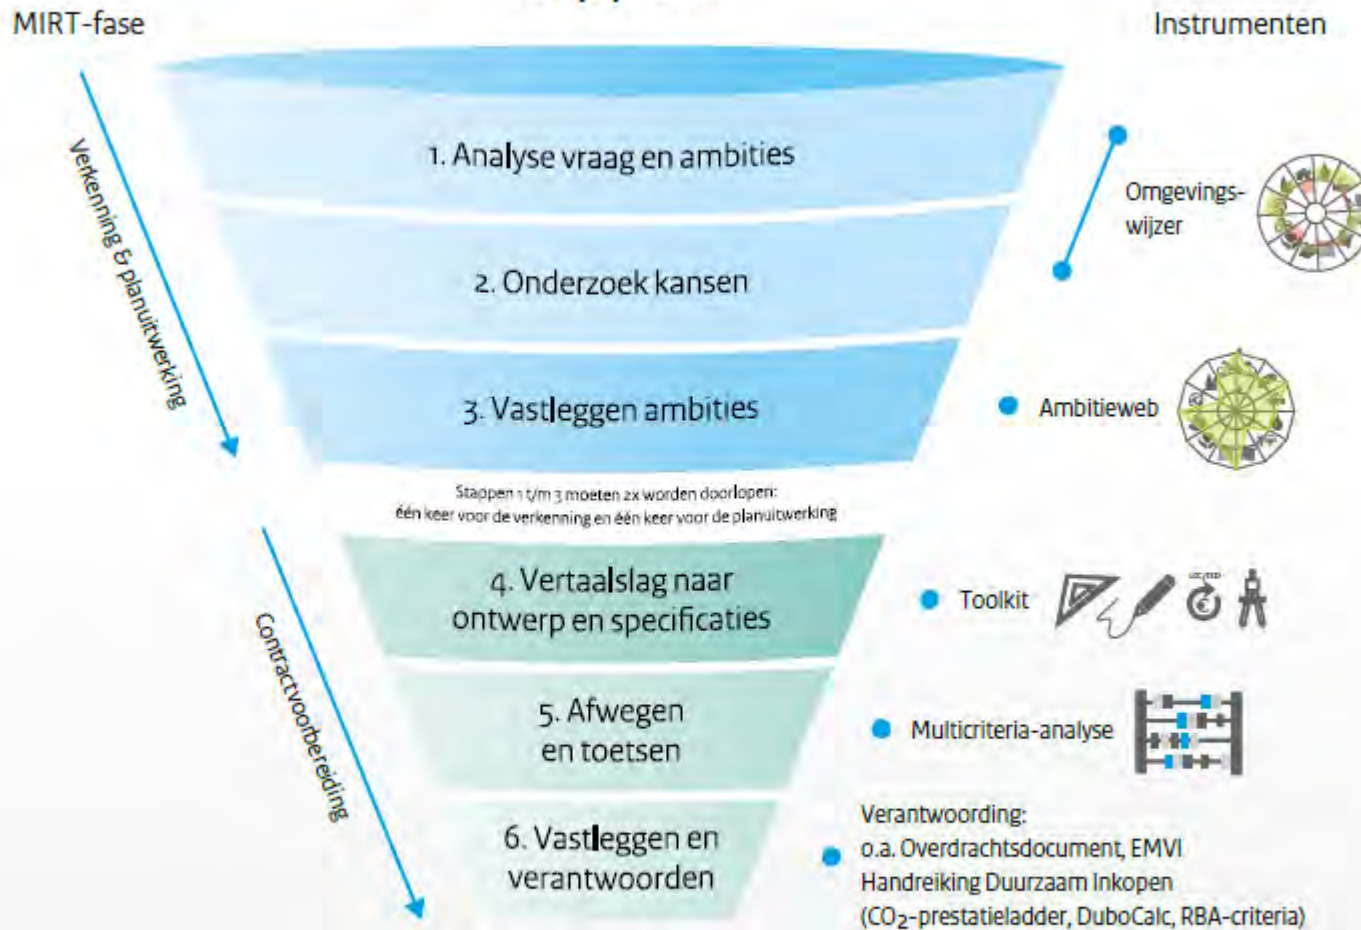 MIRT-fase
Instrumenten
Verkenning & planuitwerking
1. Analyse vraag en ambities
Omgevings-
wijzer
2. Onderzoek kansen
3. Vastleggen ambities
Ambitieweb
Stappen 1 t/m 3 moeten 2x worden doorlopen:
één keer voor de verkenning en één keer voor de planuitwerking
Contractvoorbereiding
4. Vertaalslag naar
ontwerp en specificaties
Toolkit
5. Afwegen
en toetsen
Multicriteria-analyse
6. Vastleggen en
verantwoorden
Verantwoording:
o.a. Overdrachtsdocument, EMVI
Handreiking Duurzaam Inkopen
(CO₂-prestatieladder, DuboCalc, RBA-criteria)